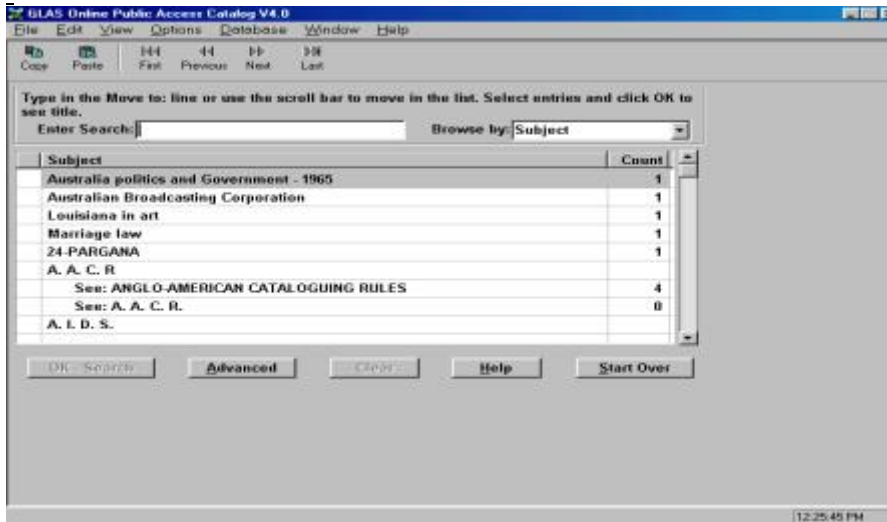 GLAS Online Public Access Catalog V4.0
File Edit View Options Database Window Help
Copy Paste First Previous Next Last
Type in the Move to: line or use the scroll bar to move in the list. Select entries and click OK to
see title.
Enter Search: Browse by: Subject
Subject Count
Australia politics and Government - 1965 1
Australian Broadcasting Corporation 1
Louisiana in art 1
Marriage law 1
24-PARGANA 1
A. A. C. R
See: ANGLO-AMERICAN CATALOGUING RULES 4
See: A. A. C. R. 0
A. I. D. S.
OK - Search Advanced Clear Help Start Over
12:25:45 PM